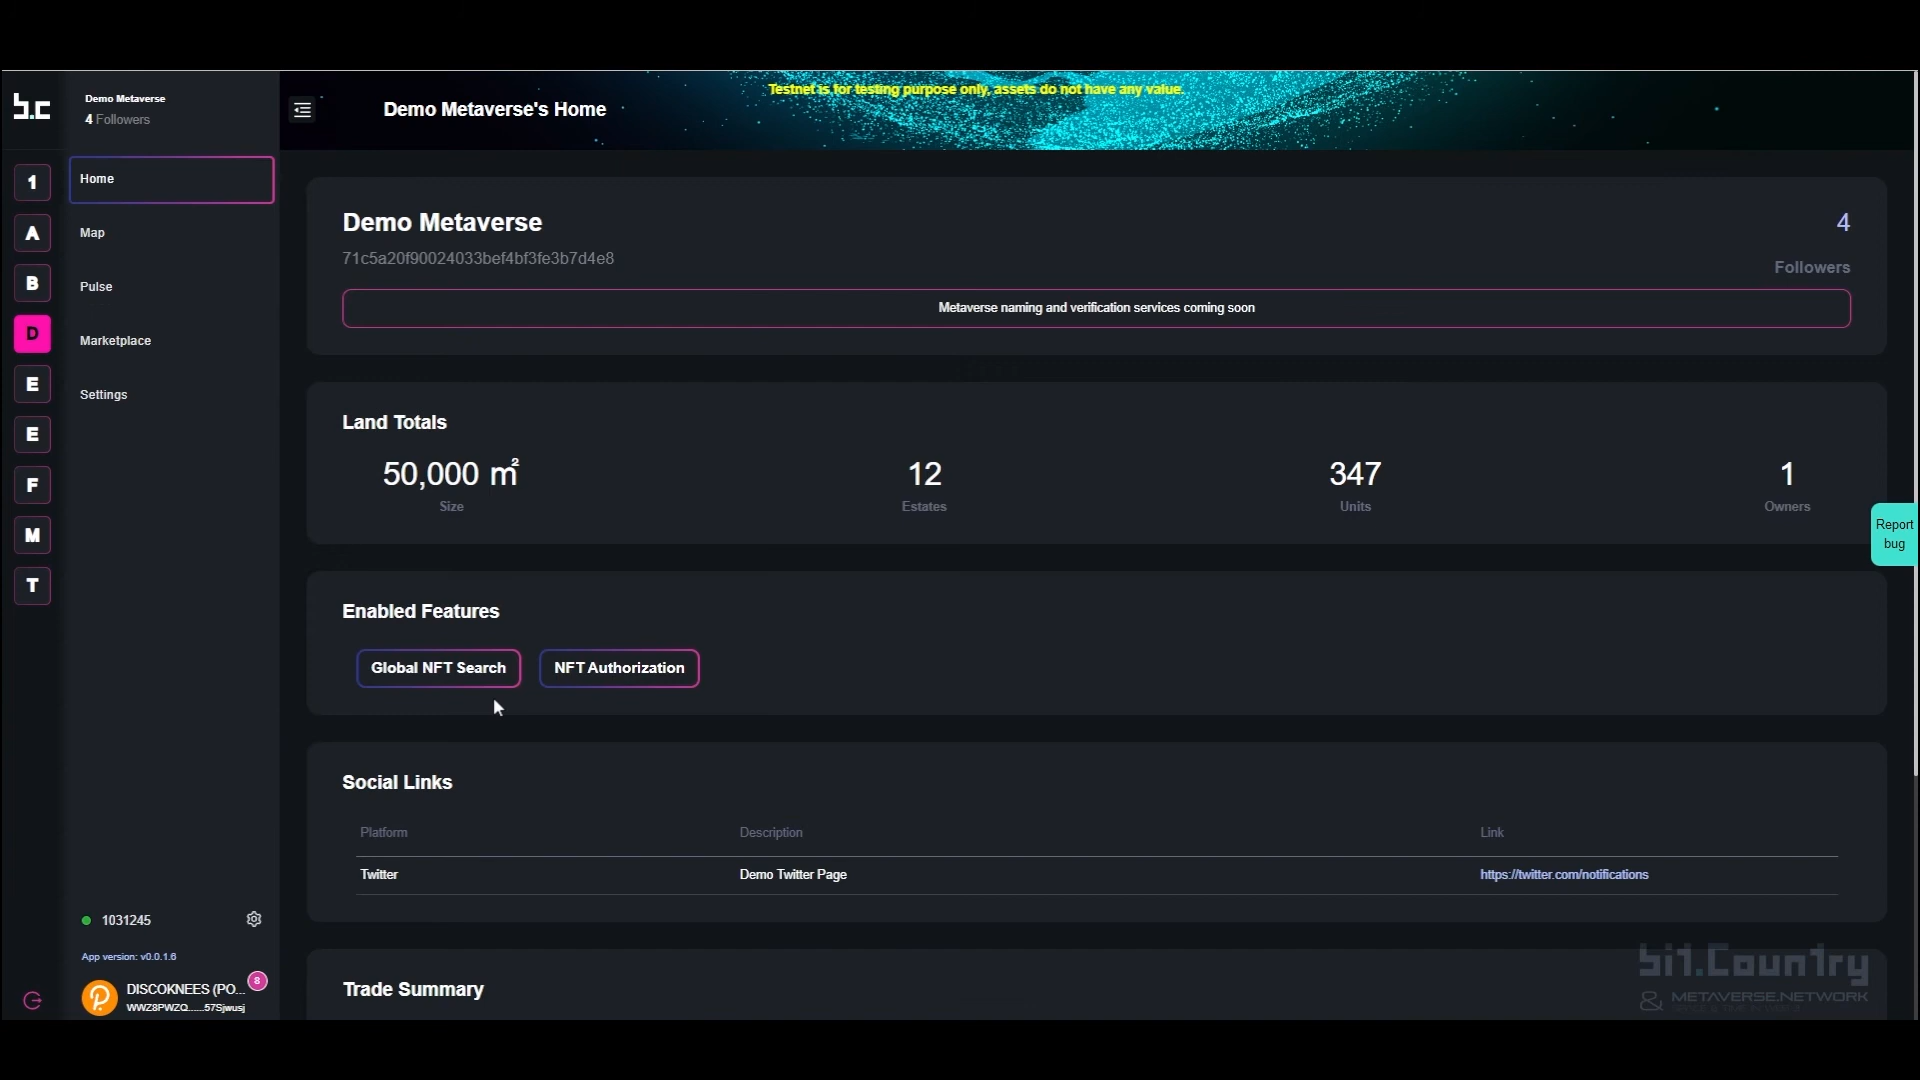 b.c
Demo Metaverse
4 Followers
Demo Metaverse's Home
Testnet is for testing purpose only, assets do not have any value.
1
A
B
D
E
E
F
M
T
Home
Map
Pulse
Marketplace
Settings
Demo Metaverse
71c5a20f90024033bef4bf3fe3b7d4e8
4
Followers
Metaverse naming and verification services coming soon
Land Totals
50,000 ㎡
Size
12
Estates
347
Units
1
Owners
Report
bug
Enabled Features
Global NFT Search
NFT Authorization
Social Links
Platform Description Link
Twitter Demo Twitter Page https://twitter.com/notifications
Trade Summary
1031245
App version: v0.0.1.6
DISCOKNEES (PO...
8
WWZ8PWZQ......57Sjwusj
bit.Country
& METAVERSE.NETWORK